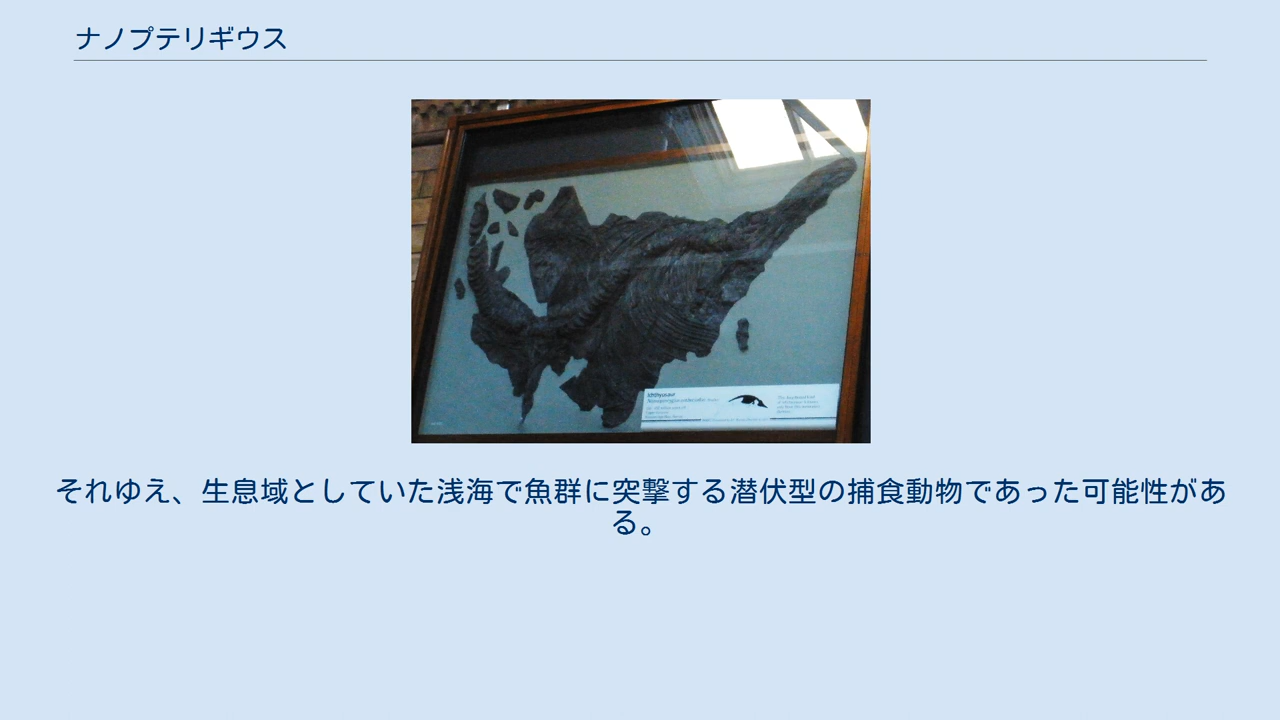 ナノプテリギウス
Ichthyosaur
それゆえ、生息域としていた浅海で魚群に突撃する潜伏型の捕食動物であった可能性があ
る。